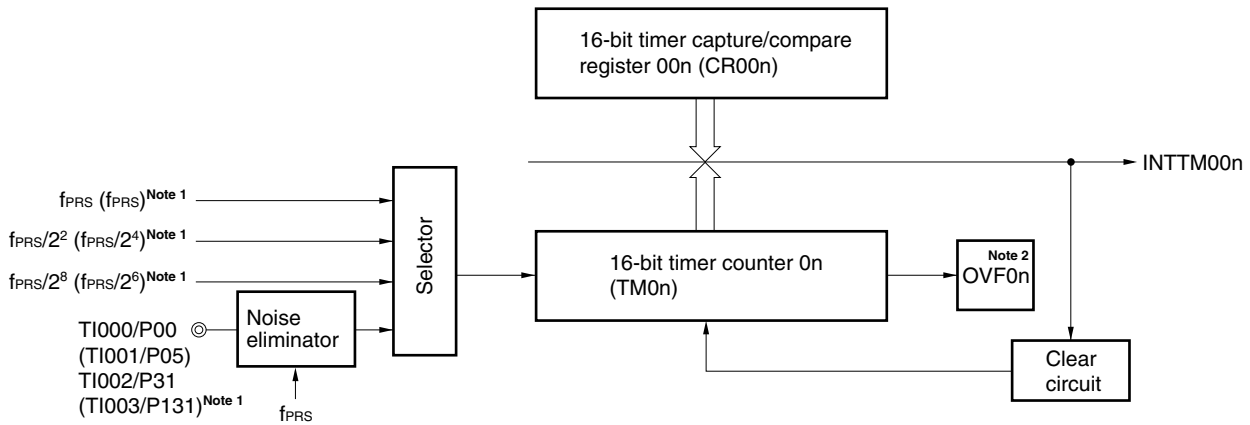 16-bit timer capture/compare
register 00n (CR00n)
INTTM00n
fPRS (fPRS)Note 1
fPRS/2² (fPRS/2⁴)Note 1
fPRS/2⁸ (fPRS/2⁶)Note 1
Selector
16-bit timer counter 0n
(TM0n)
Note 2
OVF0n
TI000/P00
(TI001/P05)
TI002/P31
(TI003/P131)Note 1
Noise
eliminator
fPRS
Clear
circuit